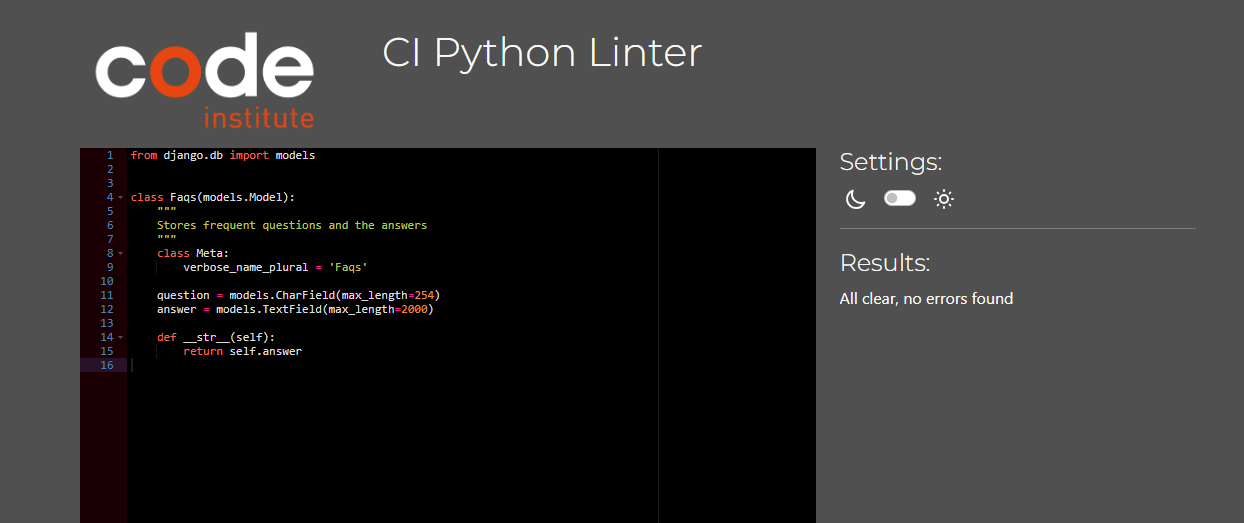 code
institute
CI Python Linter
1 from django.db import models
2
3
4 class Faqs(models.Model):
5     """
6     Stores frequent questions and the answers
7     """
8     class Meta:
9         verbose_name_plural = 'Faqs'
10
11     question = models.CharField(max_length=254)
12     answer = models.TextField(max_length=2000)
13
14     def __str__(self):
15         return self.answer
16
Settings:
Results:
All clear, no errors found